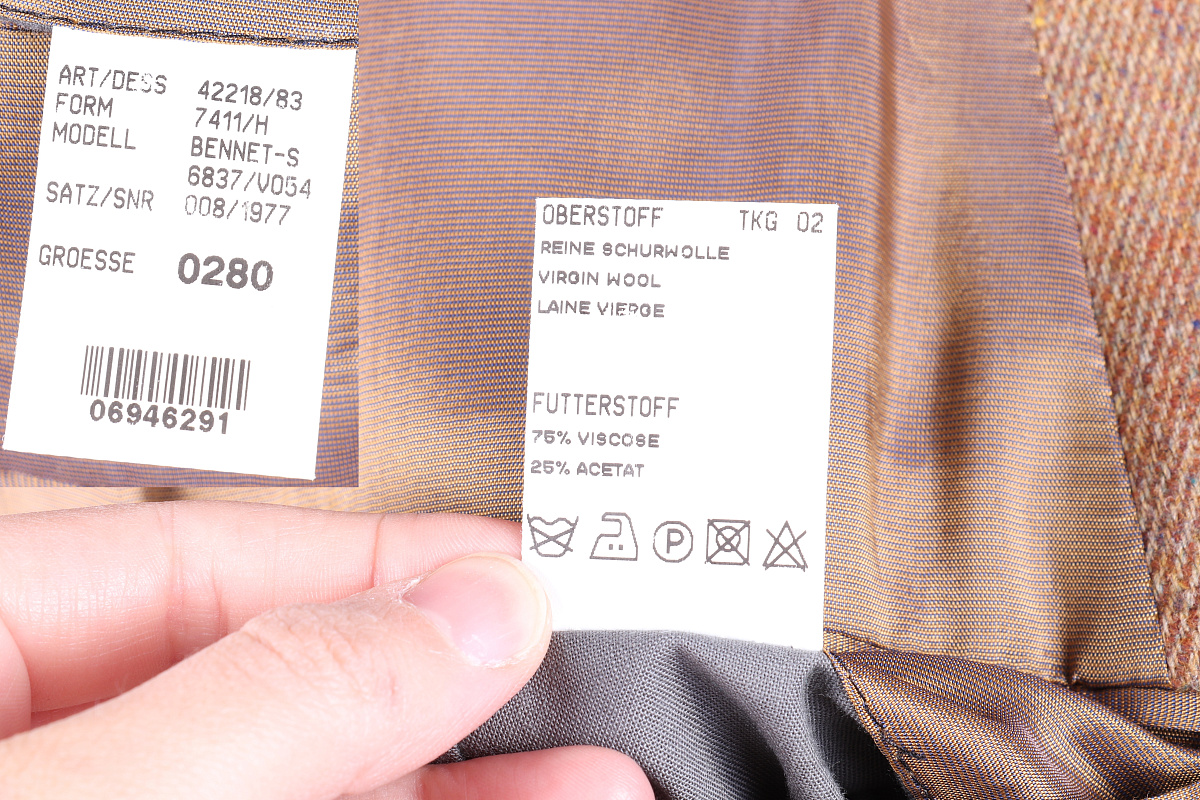 ART/DESS 42218/83
FORM 7411/H
MODELL BENNET-S
6837/V054
SATZ/SNR 008/1977
GROESSE 0280
06946291
OBERSTOFF TKG 02
REINE SCHURWOLLE
VIRGIN WOOL
LAINE VIERGE
FUTTERSTOFF
75% VISCOSE
25% ACETAT
P